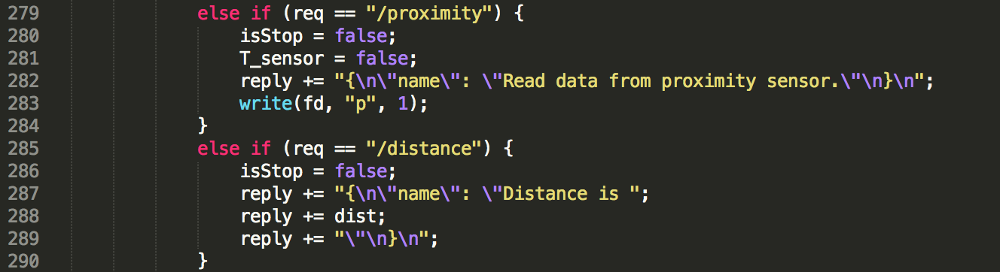 279 else if (req == "/proximity") {
280 isStop = false;
281 T_sensor = false;
282 reply += "{\n\"name\": \"Read data from proximity sensor.\"\n}\n";
283 write(fd, "p", 1);
284 }
285 else if (req == "/distance") {
286 isStop = false;
287 reply += "{\n\"name\": \"Distance is ";
288 reply += dist;
289 reply += "\"\n}\n";
290 }